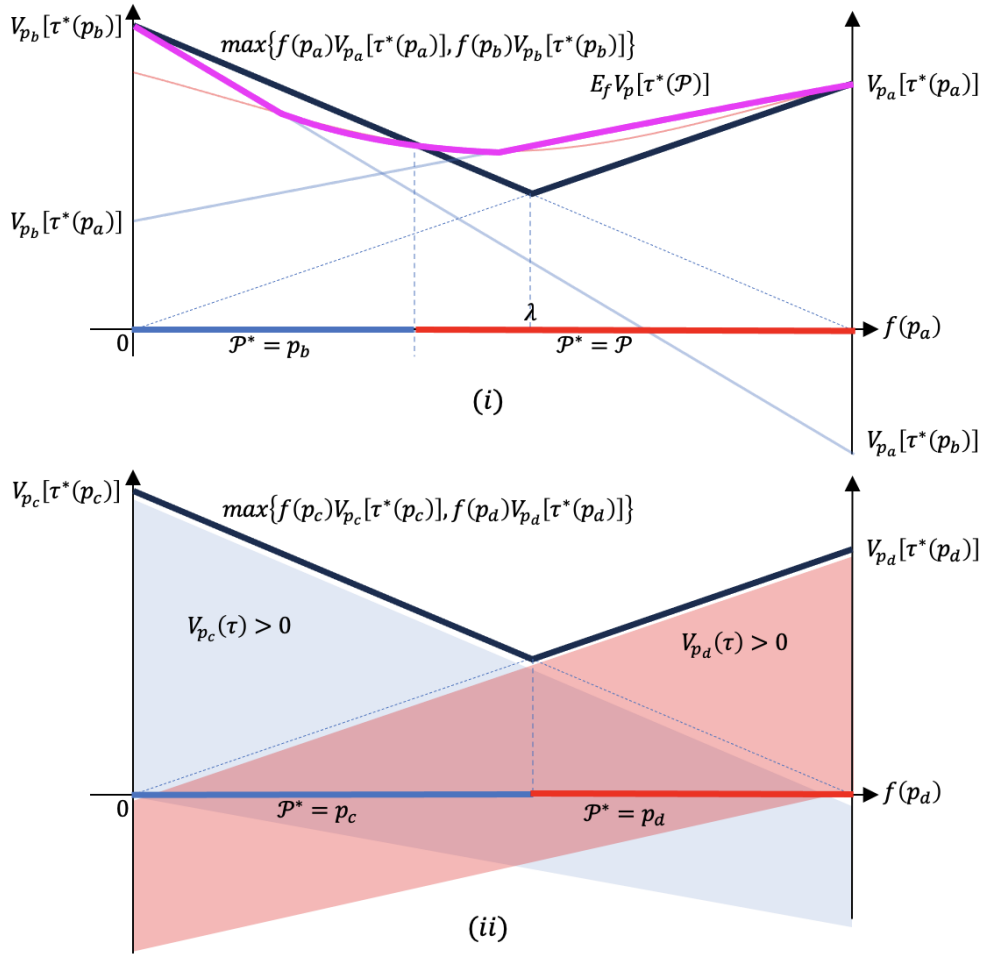 V_{p_b}[τ*(p_b)]
max{f(p_a)V_{p_a}[τ*(p_a)], f(p_b)V_{p_b}[τ*(p_b)]}
E_f V_p[τ*(𝒫)]
V_{p_a}[τ*(p_a)]
V_{p_b}[τ*(p_a)]
λ
0
𝒫* = p_b
𝒫* = 𝒫
f(p_a)
(i)
V_{p_a}[τ*(p_b)]
V_{p_c}[τ*(p_c)]
max{f(p_c)V_{p_c}[τ*(p_c)], f(p_d)V_{p_d}[τ*(p_d)]}
V_{p_d}[τ*(p_d)]
V_{p_c}(τ) > 0
V_{p_d}(τ) > 0
0
𝒫* = p_c
𝒫* = p_d
f(p_d)
(ii)